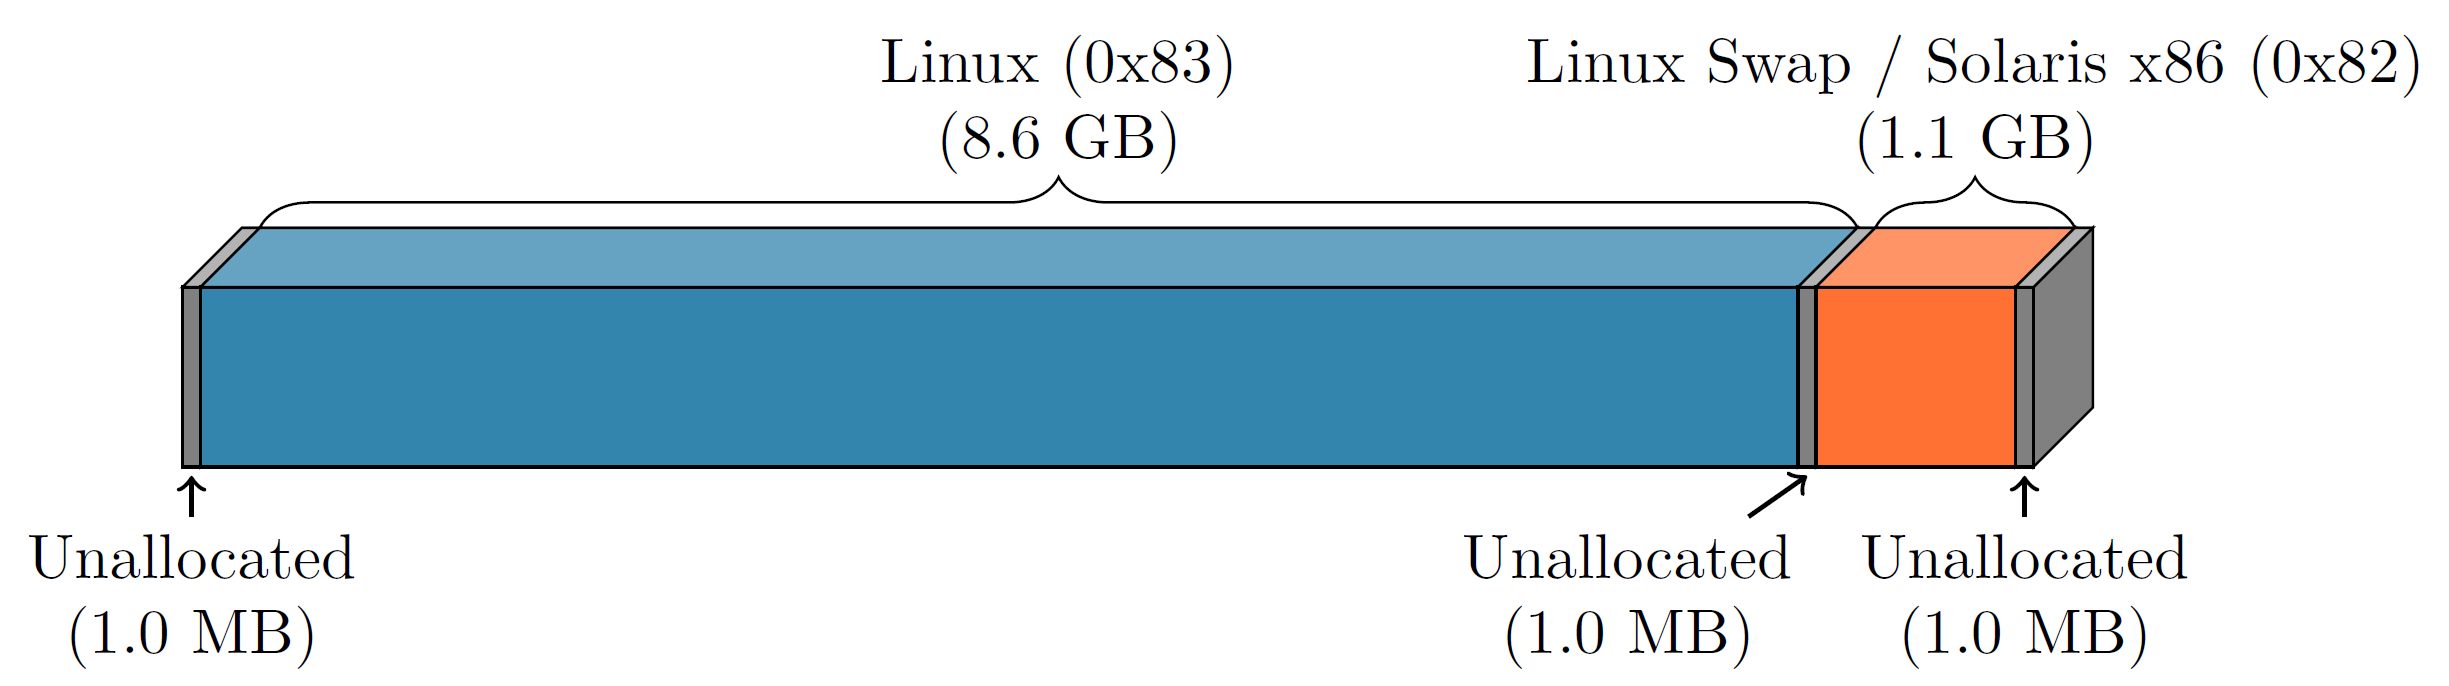 Linux (0x83)
(8.6 GB)
Linux Swap / Solaris x86 (0x82)
(1.1 GB)
Unallocated
(1.0 MB)
Unallocated
(1.0 MB)
Unallocated
(1.0 MB)